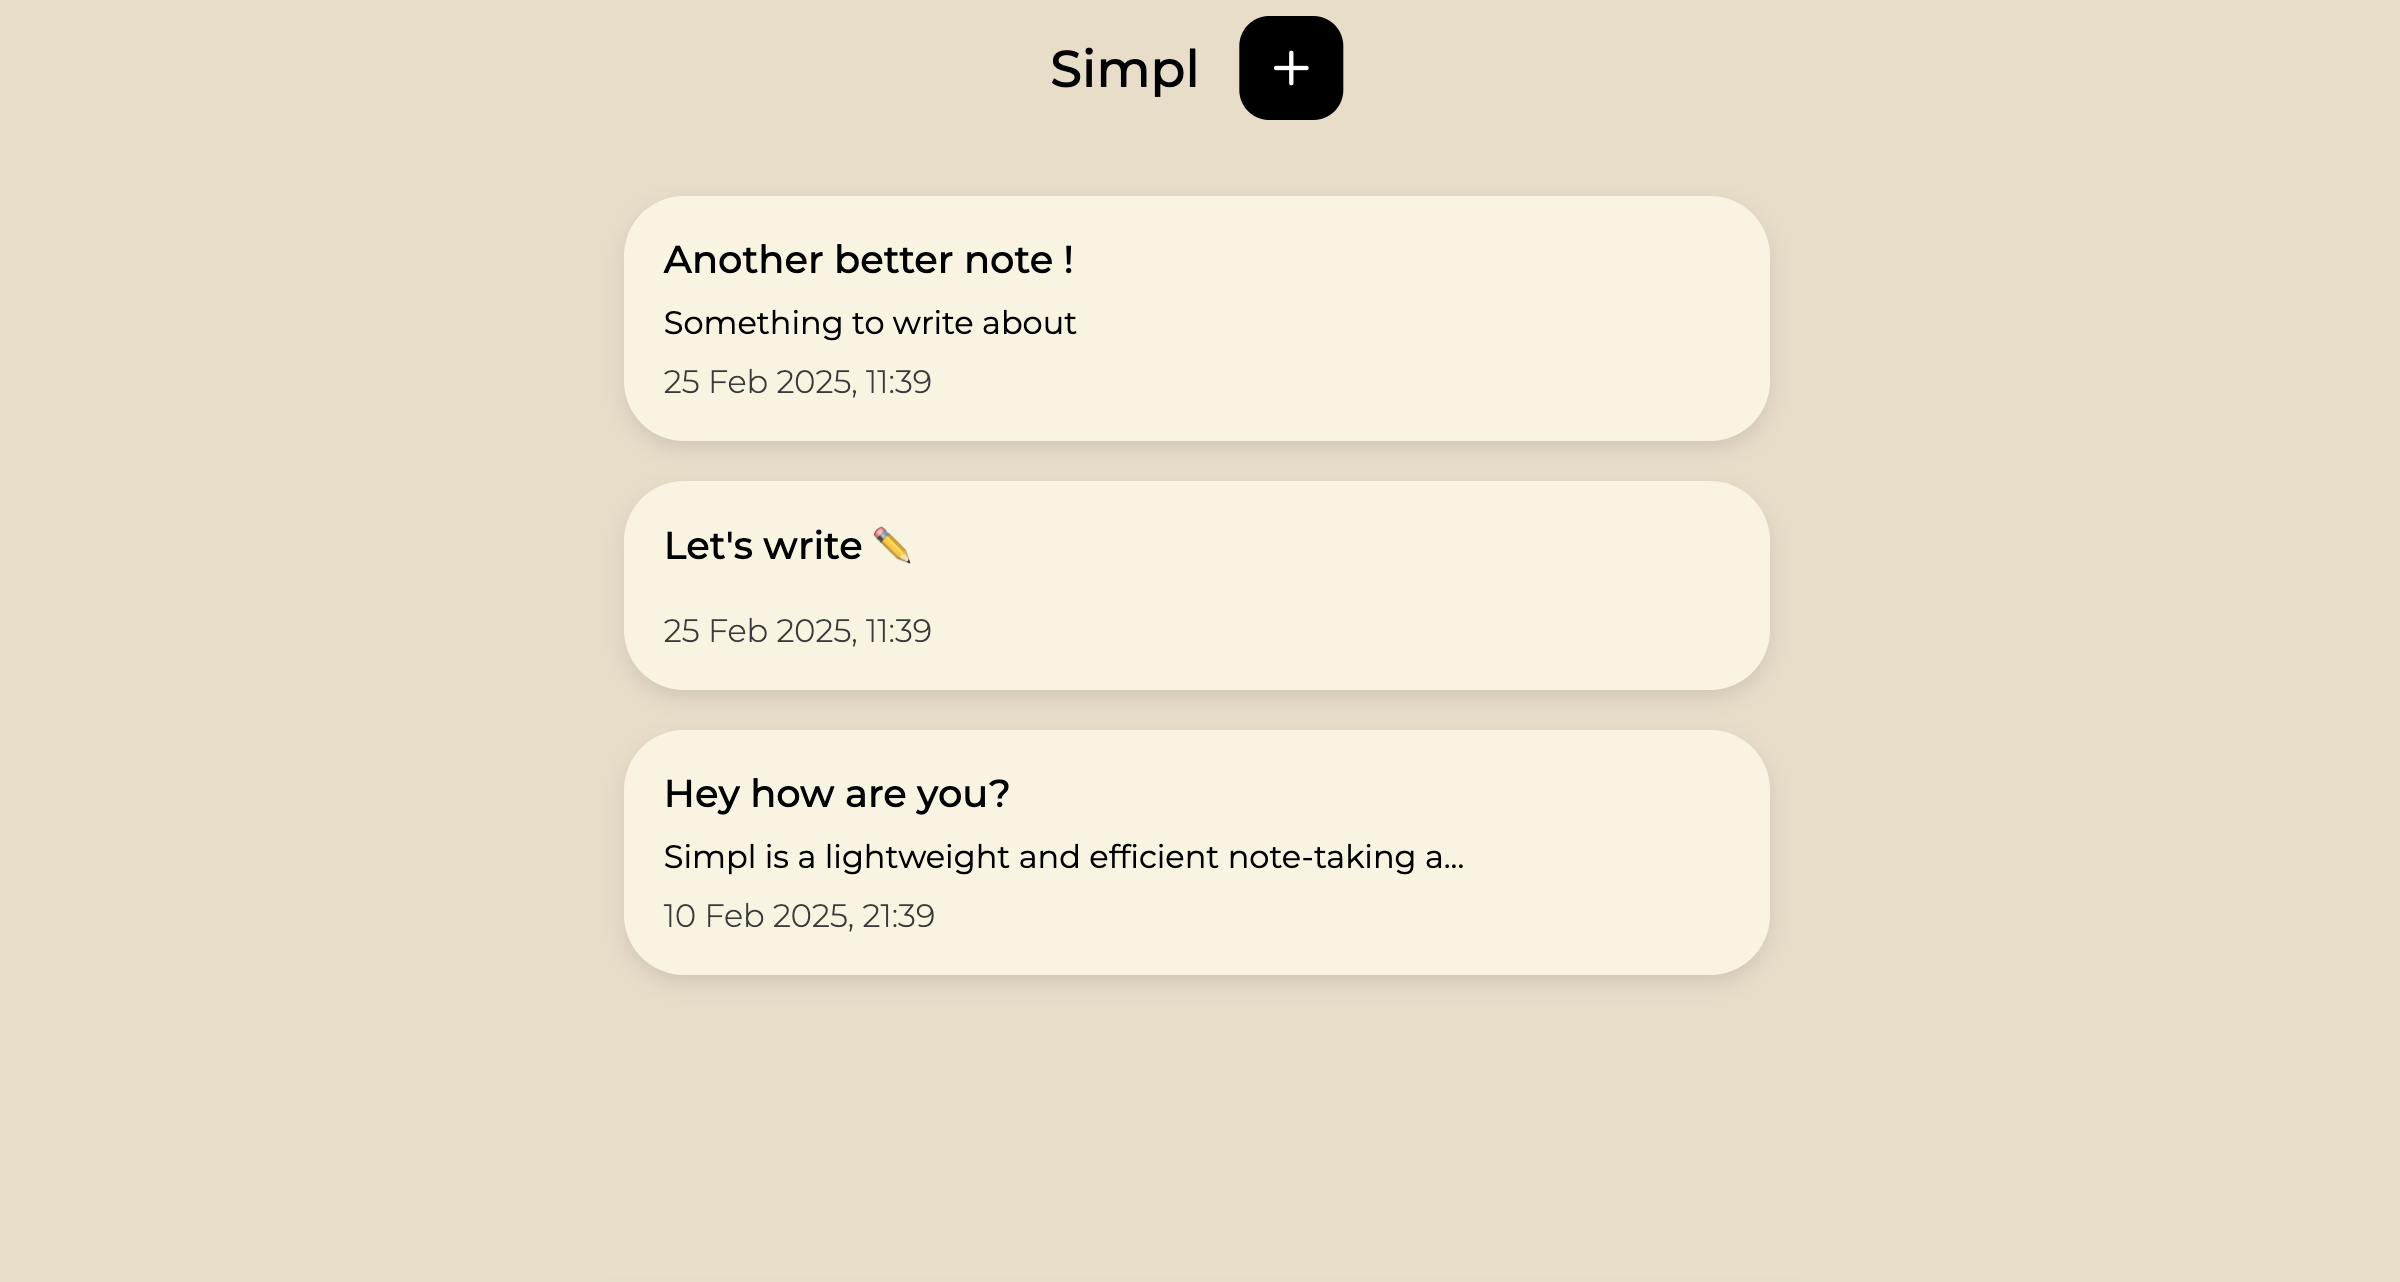 Simpl
Another better note !
Something to write about
25 Feb 2025, 11:39
Let's write ✏️
25 Feb 2025, 11:39
Hey how are you?
Simpl is a lightweight and efficient note-taking a...
10 Feb 2025, 21:39